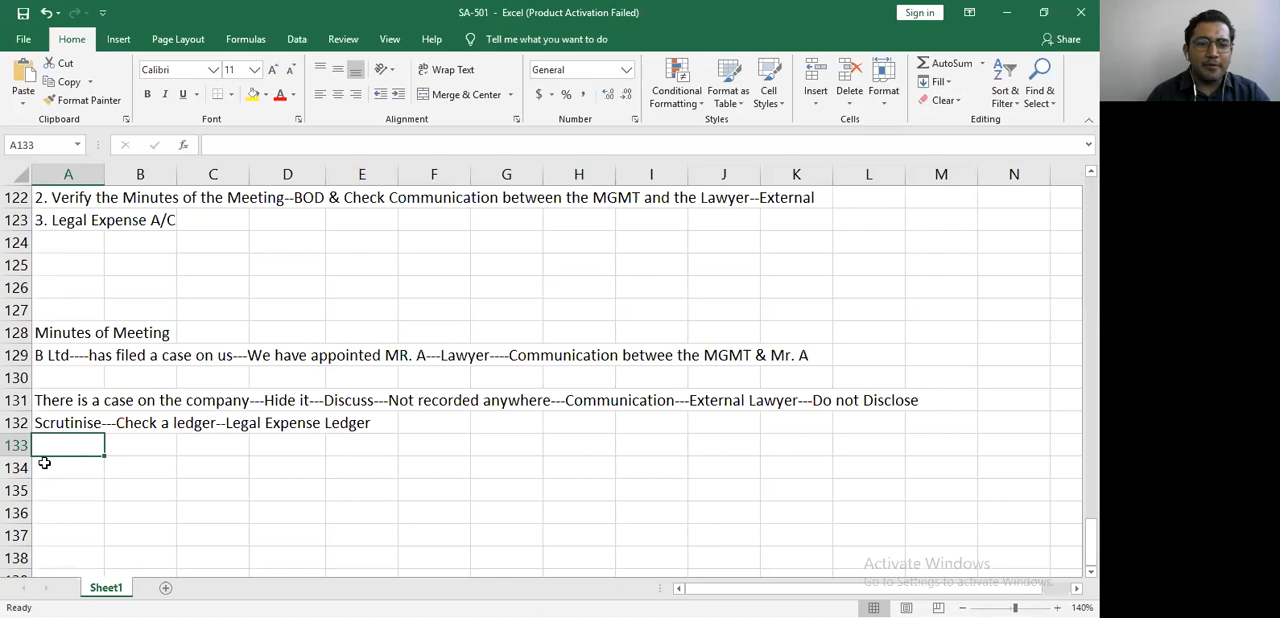 SA-501 - Excel (Product Activation Failed)
Sign in
File Home Insert Page Layout Formulas Data Review View Help Tell me what you want to do Share
Cut
Copy
Format Painter
Paste
Clipboard
Calibri 11
B I U
Font
Wrap Text
Merge & Center
Alignment
General
$ % ,
Number
Conditional Formatting
Format as Table
Cell Styles
Styles
Insert Delete Format
Cells
AutoSum
Fill
Clear
Sort & Filter
Find & Select
Editing
A133
fx
A B C D E F G H I J K L M N
122 2. Verify the Minutes of the Meeting--BOD & Check Communication between the MGMT and the Lawyer--External
123 3. Legal Expense A/C
124
125
126
127
128 Minutes of Meeting
129 B Ltd----has filed a case on us---We have appointed MR. A---Lawyer----Communication betwee the MGMT & Mr. A
130
131 There is a case on the company---Hide it---Discuss---Not recorded anywhere---Communication---External Lawyer---Do not Disclose
132 Scrutinise---Check a ledger--Legal Expense Ledger
133
134
135
136
137
138
Activate Windows
Go to Settings to activate Windows.
Sheet1
Ready
140%